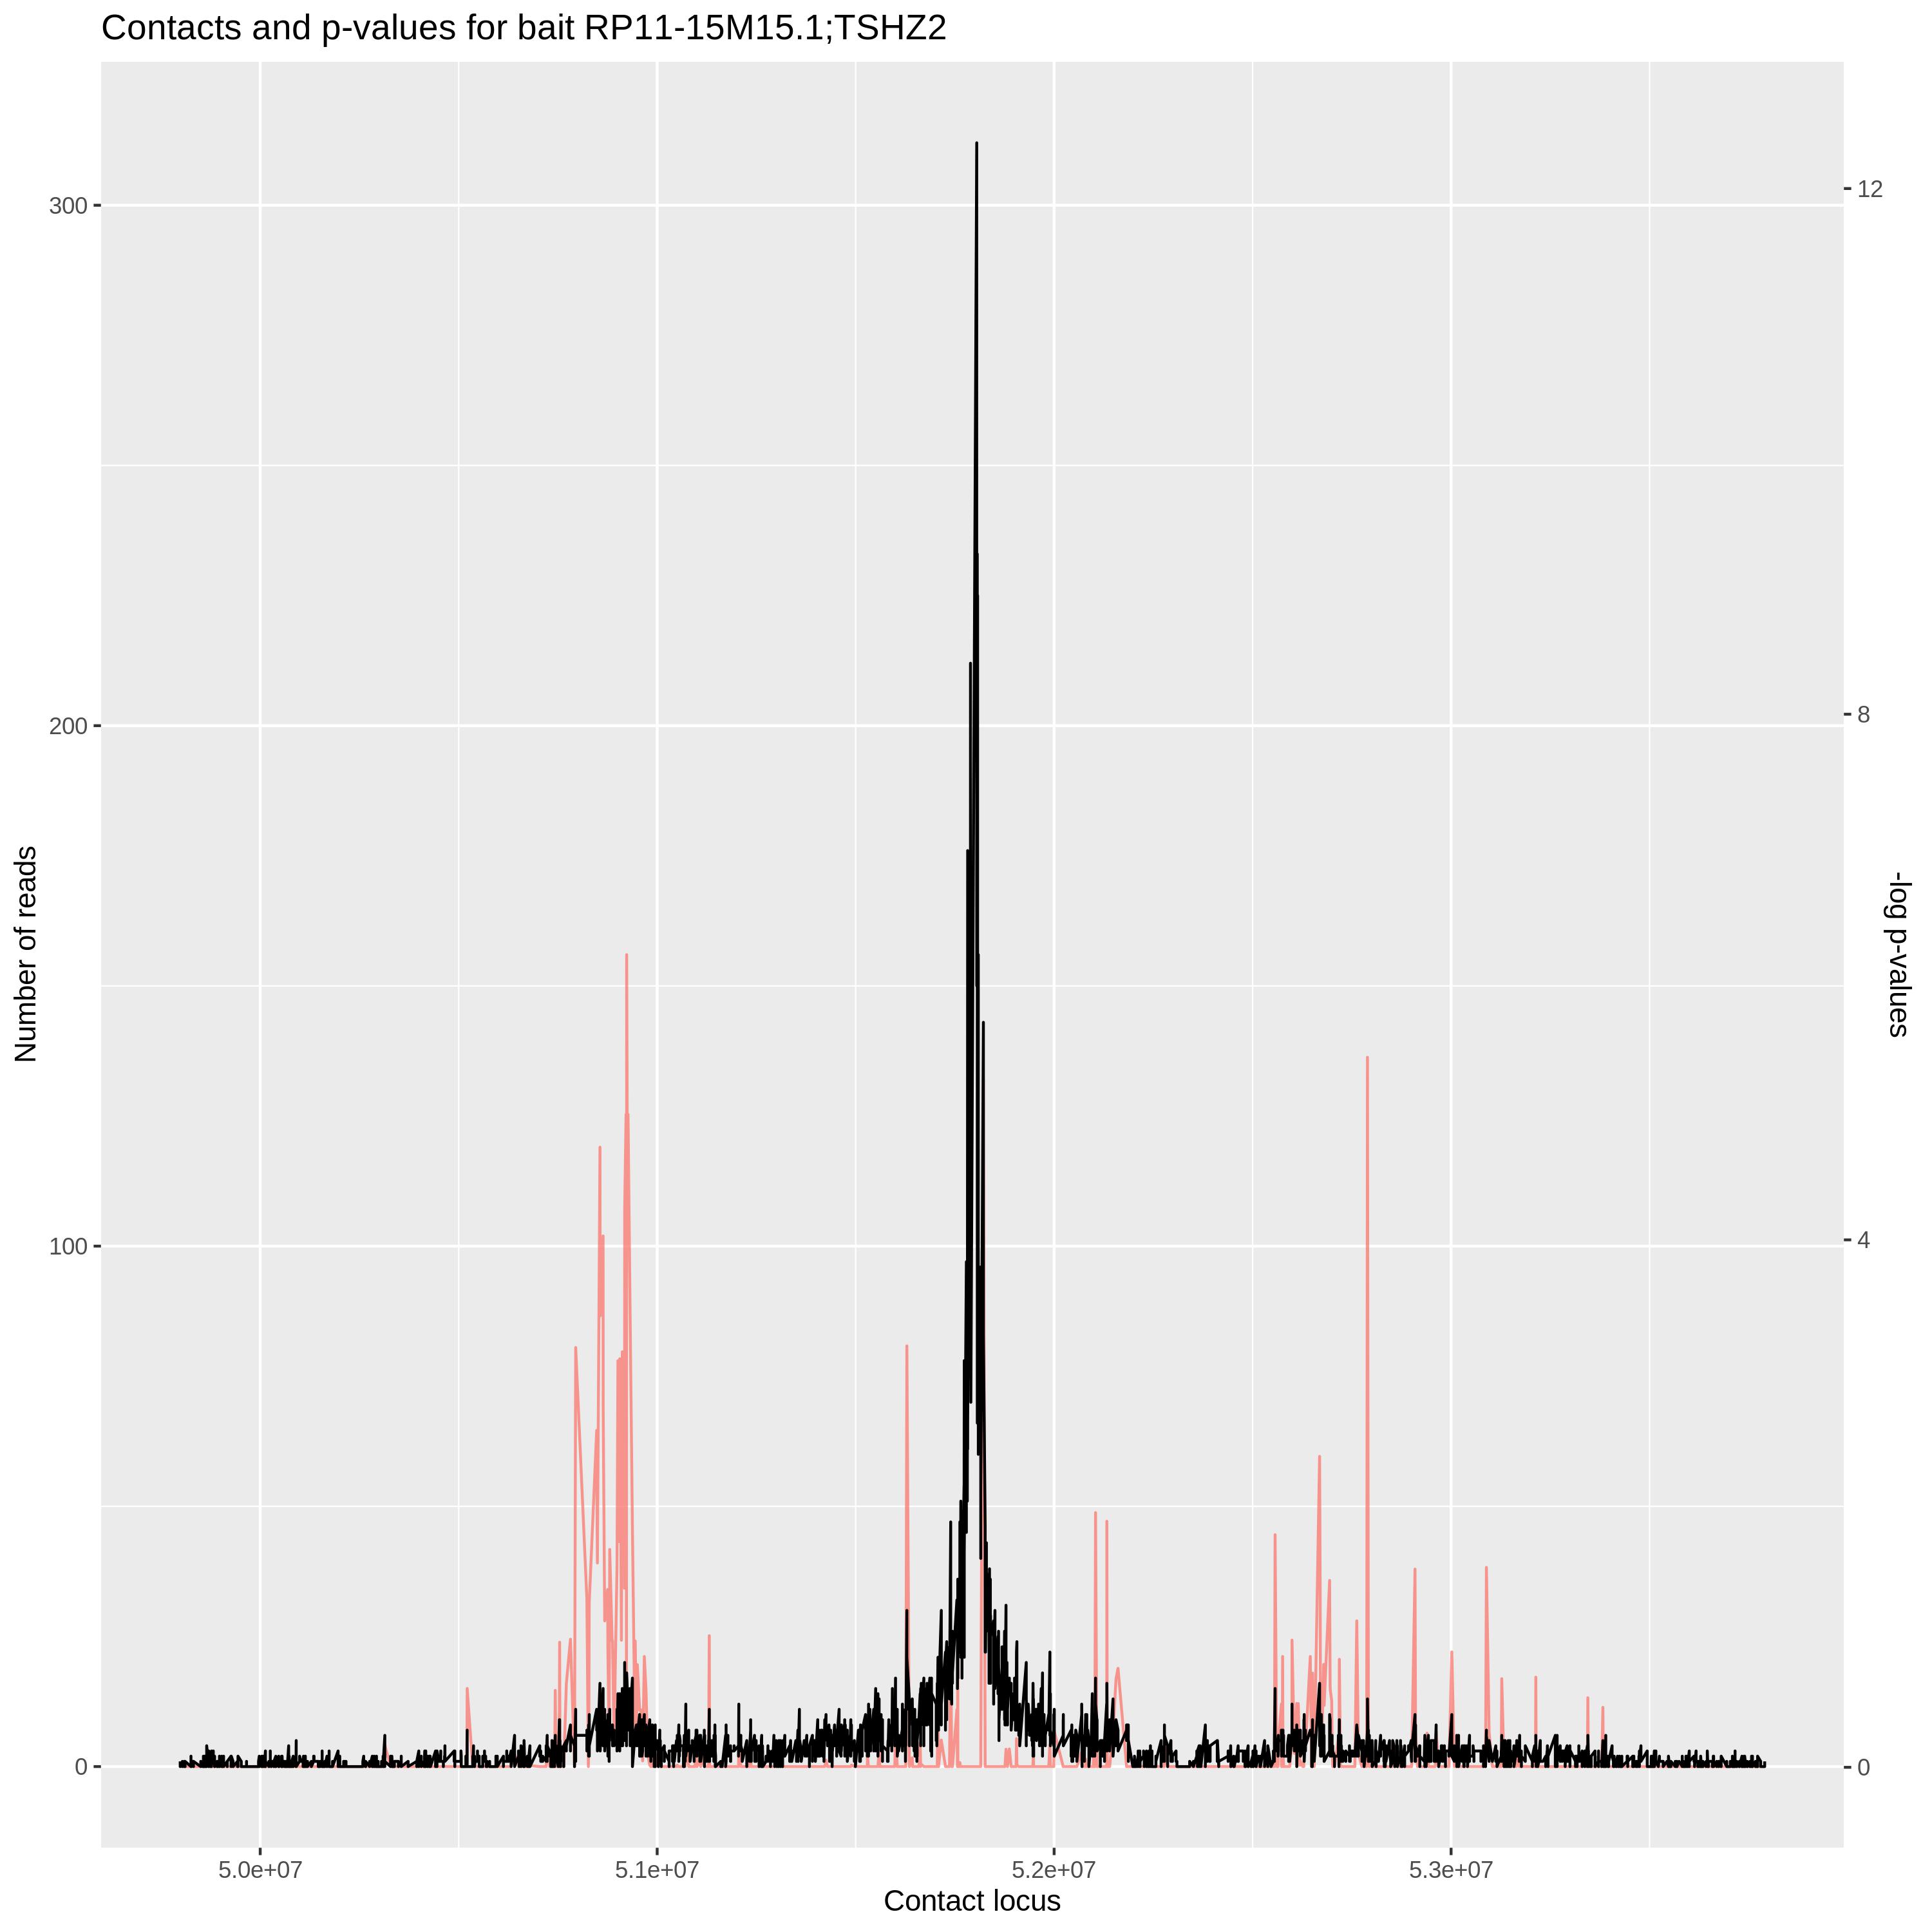 Contacts and p-values for bait RP11-15M15.1;TSHZ2
300
200
100
0
12
8
4
0
Number of reads
-log p-values
5.0e+07
5.1e+07
5.2e+07
5.3e+07
Contact locus